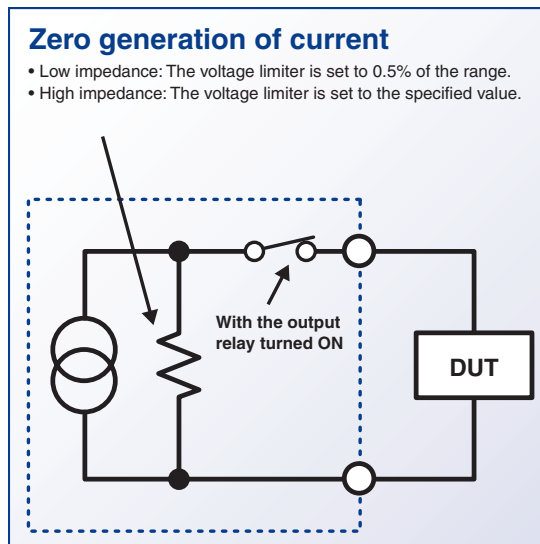 Zero generation of current
• Low impedance: The voltage limiter is set to 0.5% of the range.
• High impedance: The voltage limiter is set to the specified value.
With the output
relay turned ON
DUT